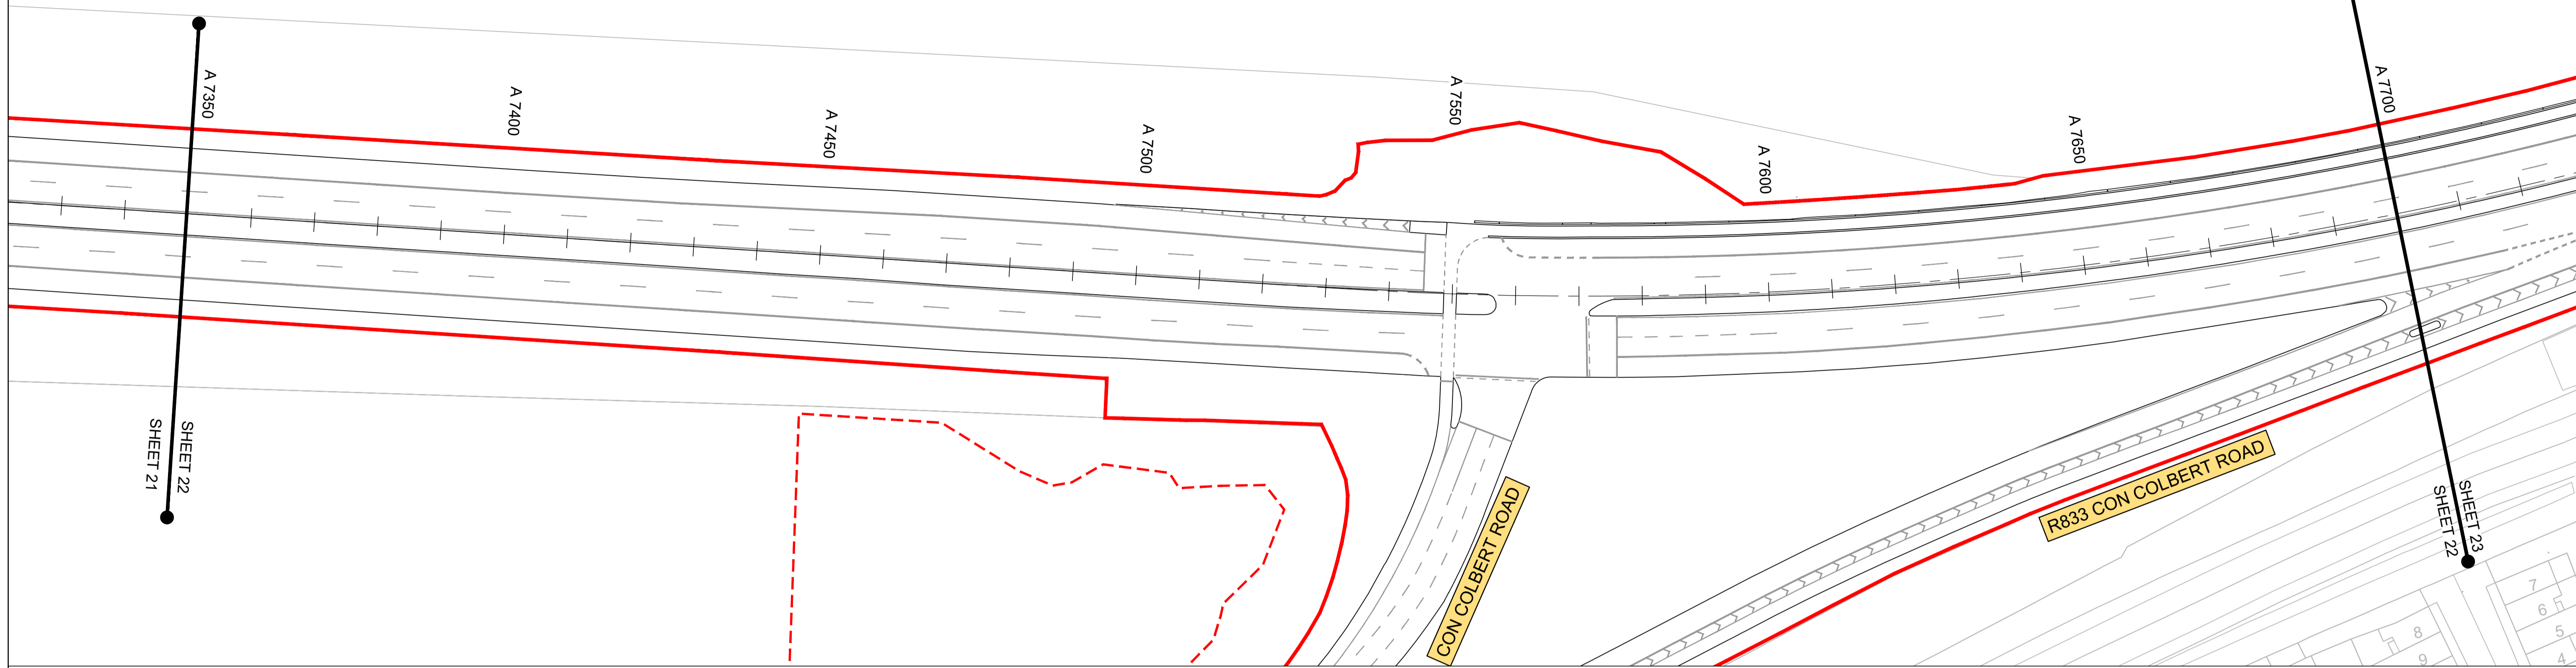 A 7350
A 7400
A 7450
A 7500
A 7550
A 7600
A 7650
A 7700
SHEET 21
SHEET 22
CON COLBERT ROAD
R833 CON COLBERT ROAD
SHEET 22
SHEET 23
7
6
5
4
8
9